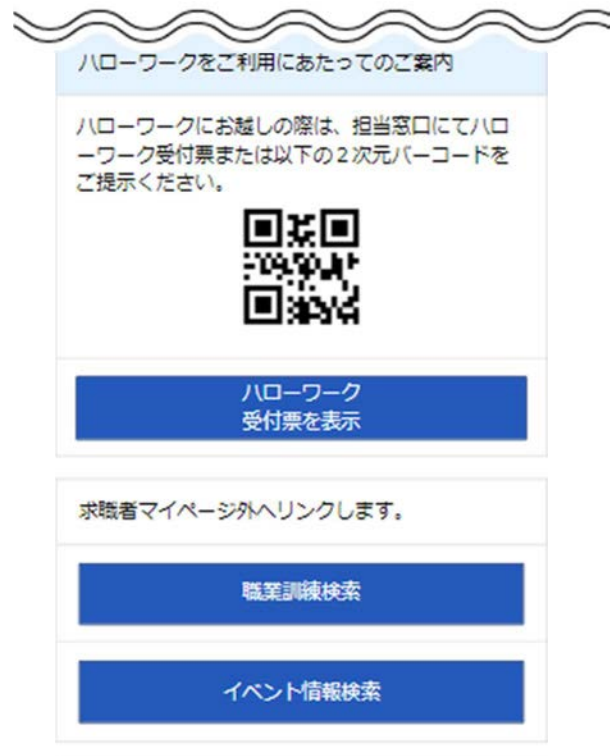 ハローワークをご利用にあたってのご案内
ハローワークにお越しの際は、担当窓口にてハロ
ーワーク受付票または以下の２次元バーコードを
ご提示ください。
ハローワーク
受付票を表示
求職者マイページ外へリンクします。
職業訓練検索
イベント情報検索